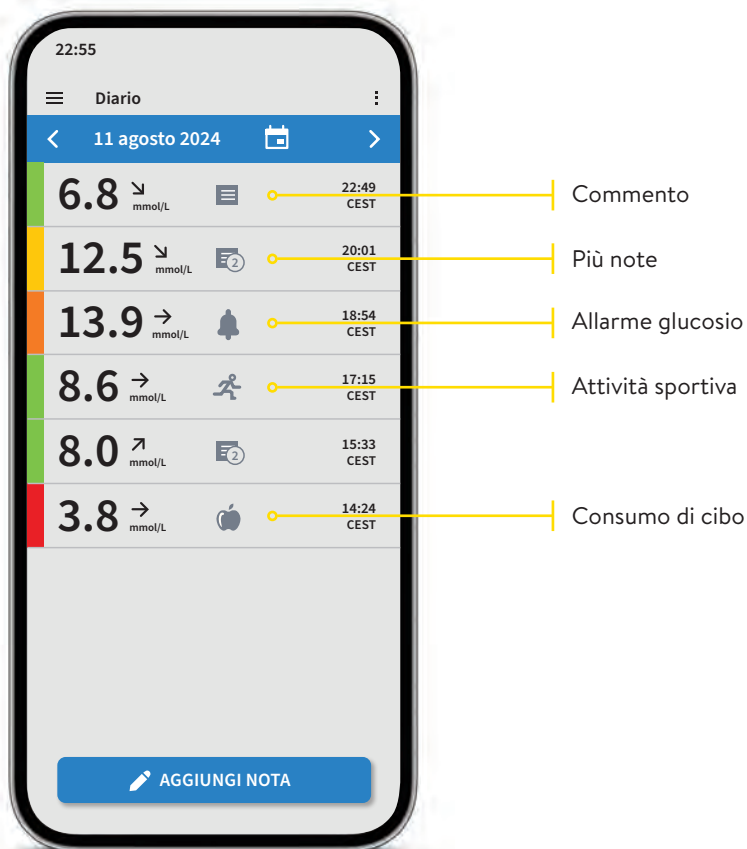 22:55
Diario
11 agosto 2024
6.8 mmol/L 22:49 CEST Commento
12.5 mmol/L 2 20:01 CEST Più note
13.9 mmol/L 18:54 CEST Allarme glucosio
8.6 mmol/L 17:15 CEST Attività sportiva
8.0 mmol/L 2 15:33 CEST
3.8 mmol/L 14:24 CEST Consumo di cibo
AGGIUNGI NOTA